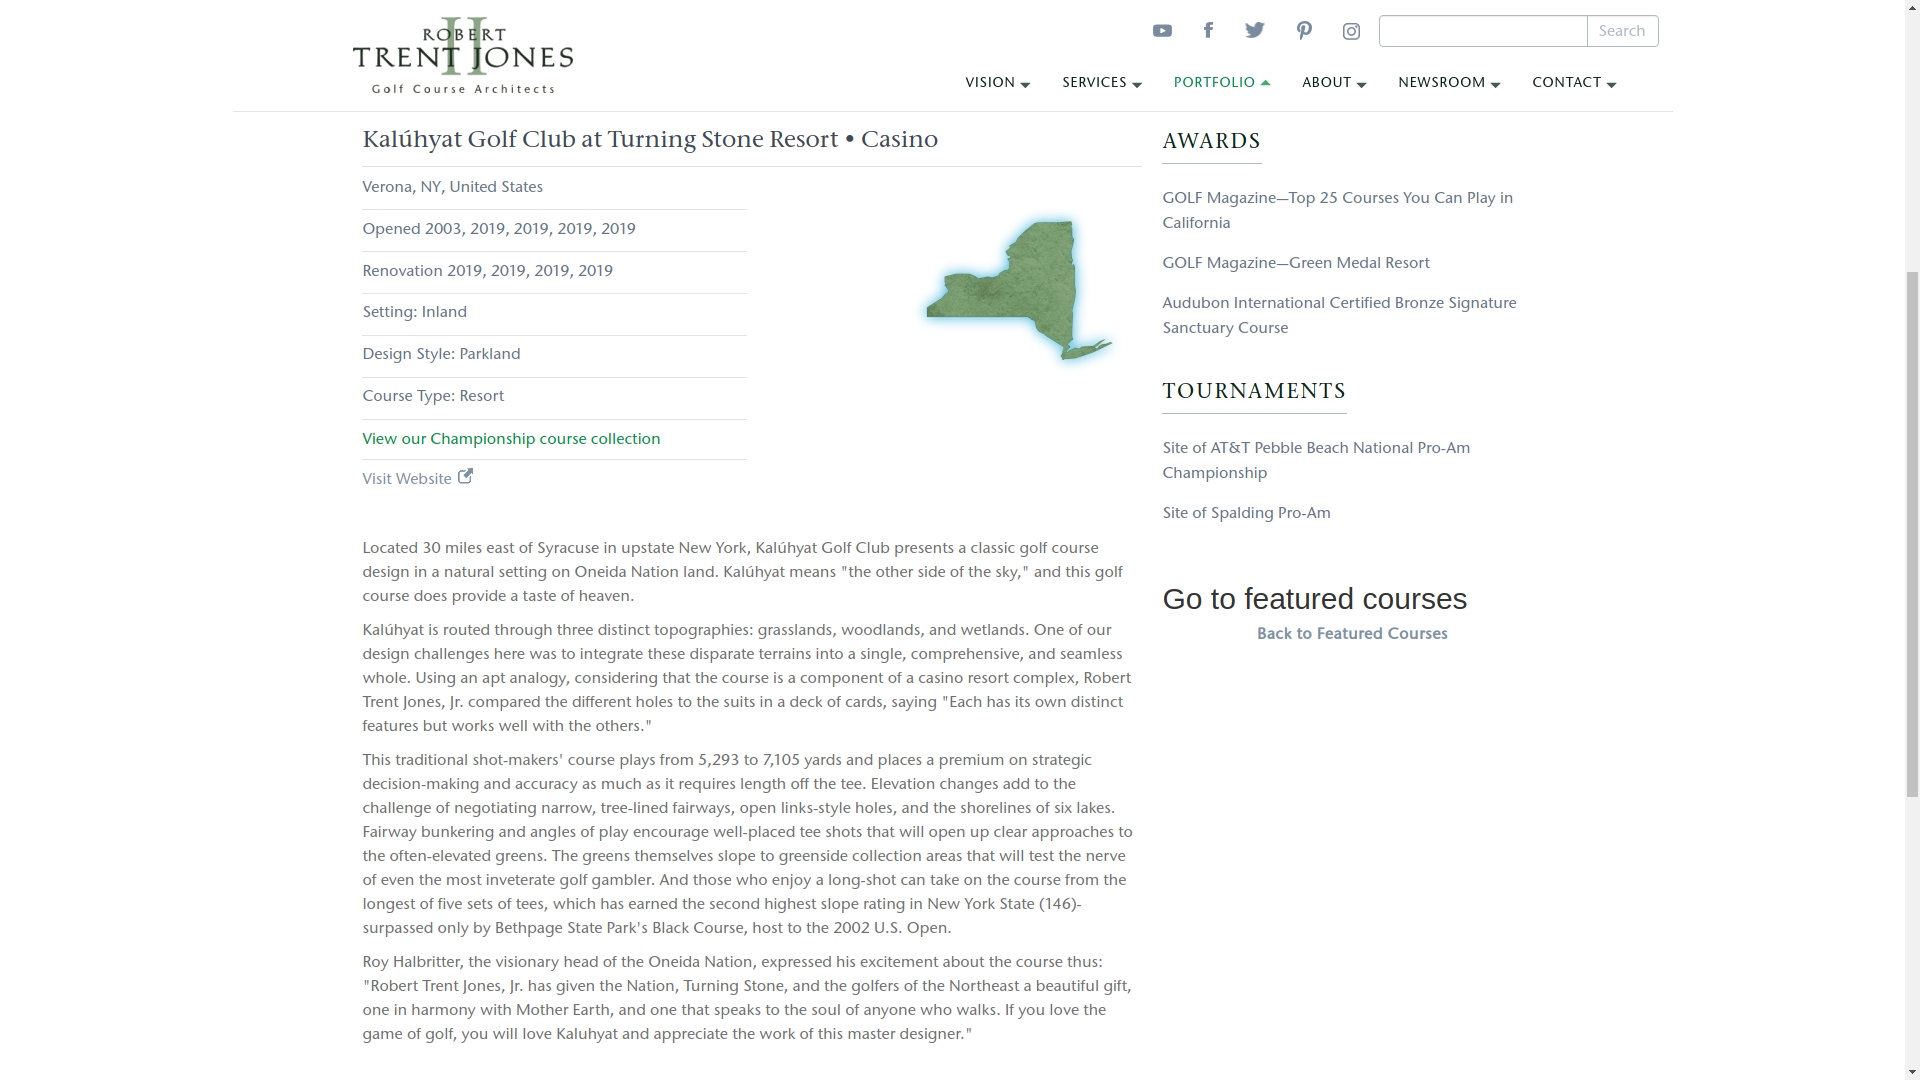 ROBERT
TRENT JONES
II
Golf Course Architects
Search
VISION
SERVICES
PORTFOLIO
ABOUT
NEWSROOM
CONTACT
Kalúhyat Golf Club at Turning Stone Resort • Casino
Verona, NY, United States
Opened 2003, 2019, 2019, 2019, 2019
Renovation 2019, 2019, 2019, 2019
Setting: Inland
Design Style: Parkland
Course Type: Resort
View our Championship course collection
Visit Website
Located 30 miles east of Syracuse in upstate New York, Kalúhyat Golf Club presents a classic golf course
design in a natural setting on Oneida Nation land. Kalúhyat means "the other side of the sky," and this golf
course does provide a taste of heaven.
Kalúhyat is routed through three distinct topographies: grasslands, woodlands, and wetlands. One of our
design challenges here was to integrate these disparate terrains into a single, comprehensive, and seamless
whole. Using an apt analogy, considering that the course is a component of a casino resort complex, Robert
Trent Jones, Jr. compared the different holes to the suits in a deck of cards, saying "Each has its own distinct
features but works well with the others."
This traditional shot-makers' course plays from 5,293 to 7,105 yards and places a premium on strategic
decision-making and accuracy as much as it requires length off the tee. Elevation changes add to the
challenge of negotiating narrow, tree-lined fairways, open links-style holes, and the shorelines of six lakes.
Fairway bunkering and angles of play encourage well-placed tee shots that will open up clear approaches to
the often-elevated greens. The greens themselves slope to greenside collection areas that will test the nerve
of even the most inveterate golf gambler. And those who enjoy a long-shot can take on the course from the
longest of five sets of tees, which has earned the second highest slope rating in New York State (146)-
surpassed only by Bethpage State Park's Black Course, host to the 2002 U.S. Open.
Roy Halbritter, the visionary head of the Oneida Nation, expressed his excitement about the course thus:
"Robert Trent Jones, Jr. has given the Nation, Turning Stone, and the golfers of the Northeast a beautiful gift,
one in harmony with Mother Earth, and one that speaks to the soul of anyone who walks. If you love the
game of golf, you will love Kaluhyat and appreciate the work of this master designer."
AWARDS
GOLF Magazine—Top 25 Courses You Can Play in
California
GOLF Magazine—Green Medal Resort
Audubon International Certified Bronze Signature
Sanctuary Course
TOURNAMENTS
Site of AT&T Pebble Beach National Pro-Am
Championship
Site of Spalding Pro-Am
Go to featured courses
Back to Featured Courses